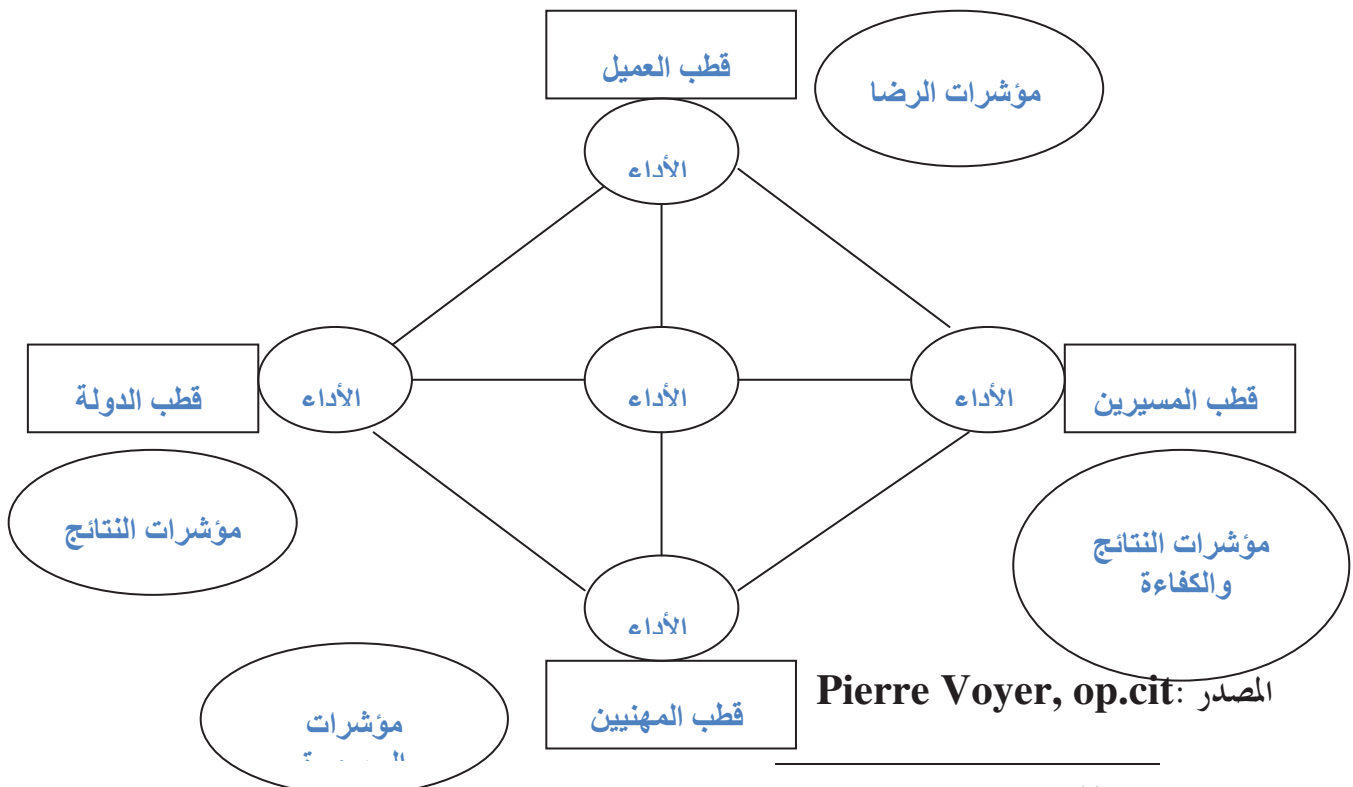 قطب العميل
مؤشرات الرضا
الأداء
قطب الدولة
الأداء
الأداء
الأداء
قطب المسيرين
مؤشرات النتائج
مؤشرات النتائج
والكفاءة
الأداء
قطب المهنيين
المصدر :Pierre Voyer, op.cit
مؤشرات